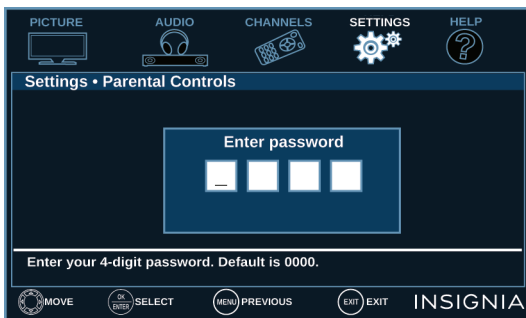 PICTURE AUDIO CHANNELS SETTINGS HELP
Settings • Parental Controls
Enter password
_
Enter your 4-digit password. Default is 0000.
MOVE OK ENTER SELECT MENU PREVIOUS EXIT EXIT INSIGNIA